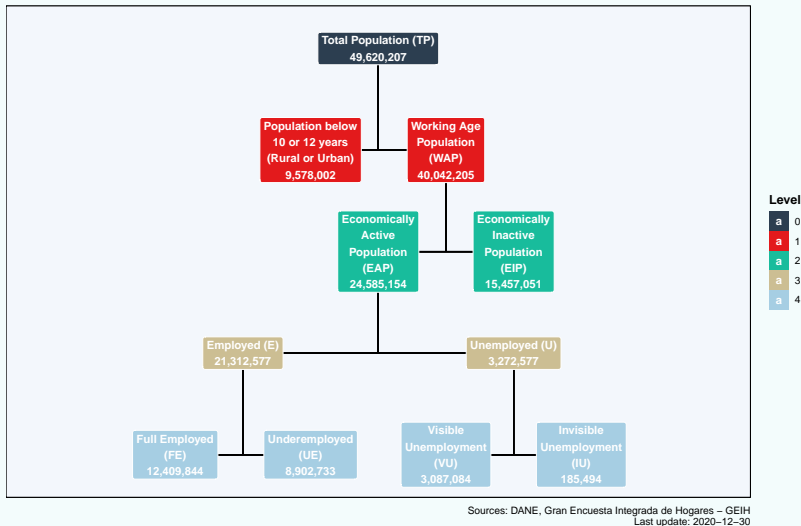 Total Population (TP)
49,620,207
Population below
10 or 12 years
(Rural or Urban)
9,578,002
Working Age
Population
(WAP)
40,042,205
Economically
Active
Population
(EAP)
24,585,154
Economically
Inactive
Population
(EIP)
15,457,051
Employed (E)
21,312,577
Unemployed (U)
3,272,577
Full Employed
(FE)
12,409,844
Underemployed
(UE)
8,902,733
Visible
Unemployment
(VU)
3,087,084
Invisible
Unemployment
(IU)
185,494
Level
a 0
a 1
a 2
a 3
a 4
Sources: DANE, Gran Encuesta Integrada de Hogares – GEIH
Last update: 2020–12–30